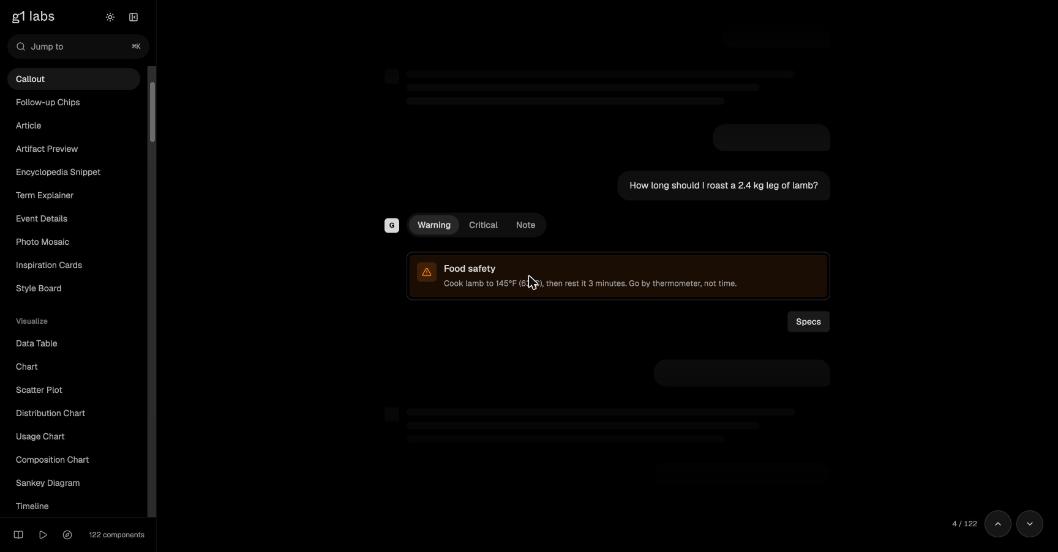 g1 labs
Jump to
⌘K
Callout
Follow-up Chips
Article
Artifact Preview
Encyclopedia Snippet
Term Explainer
Event Details
Photo Mosaic
Inspiration Cards
Style Board
Visualize
Data Table
Chart
Scatter Plot
Distribution Chart
Usage Chart
Composition Chart
Sankey Diagram
Timeline
122 components
How long should I roast a 2.4 kg leg of lamb?
G
Warning Critical Note
Food safety
Cook lamb to 145°F then rest it 3 minutes. Go by thermometer, not time.
Specs
4 / 122